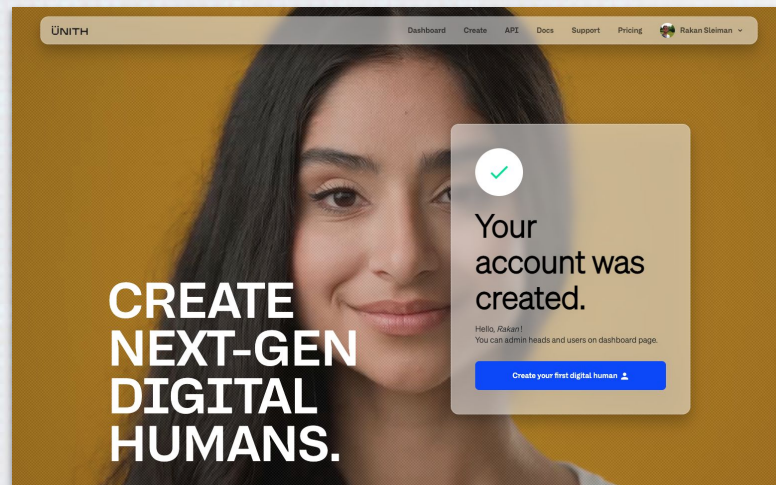 ÜNITH
Dashboard Create API Docs Support Pricing Rakan Sleiman
CREATE
NEXT-GEN
DIGITAL
HUMANS.
Your
account was
created.
Hello, Rakan!
You can admin heads and users on dashboard page.
Create your first digital human